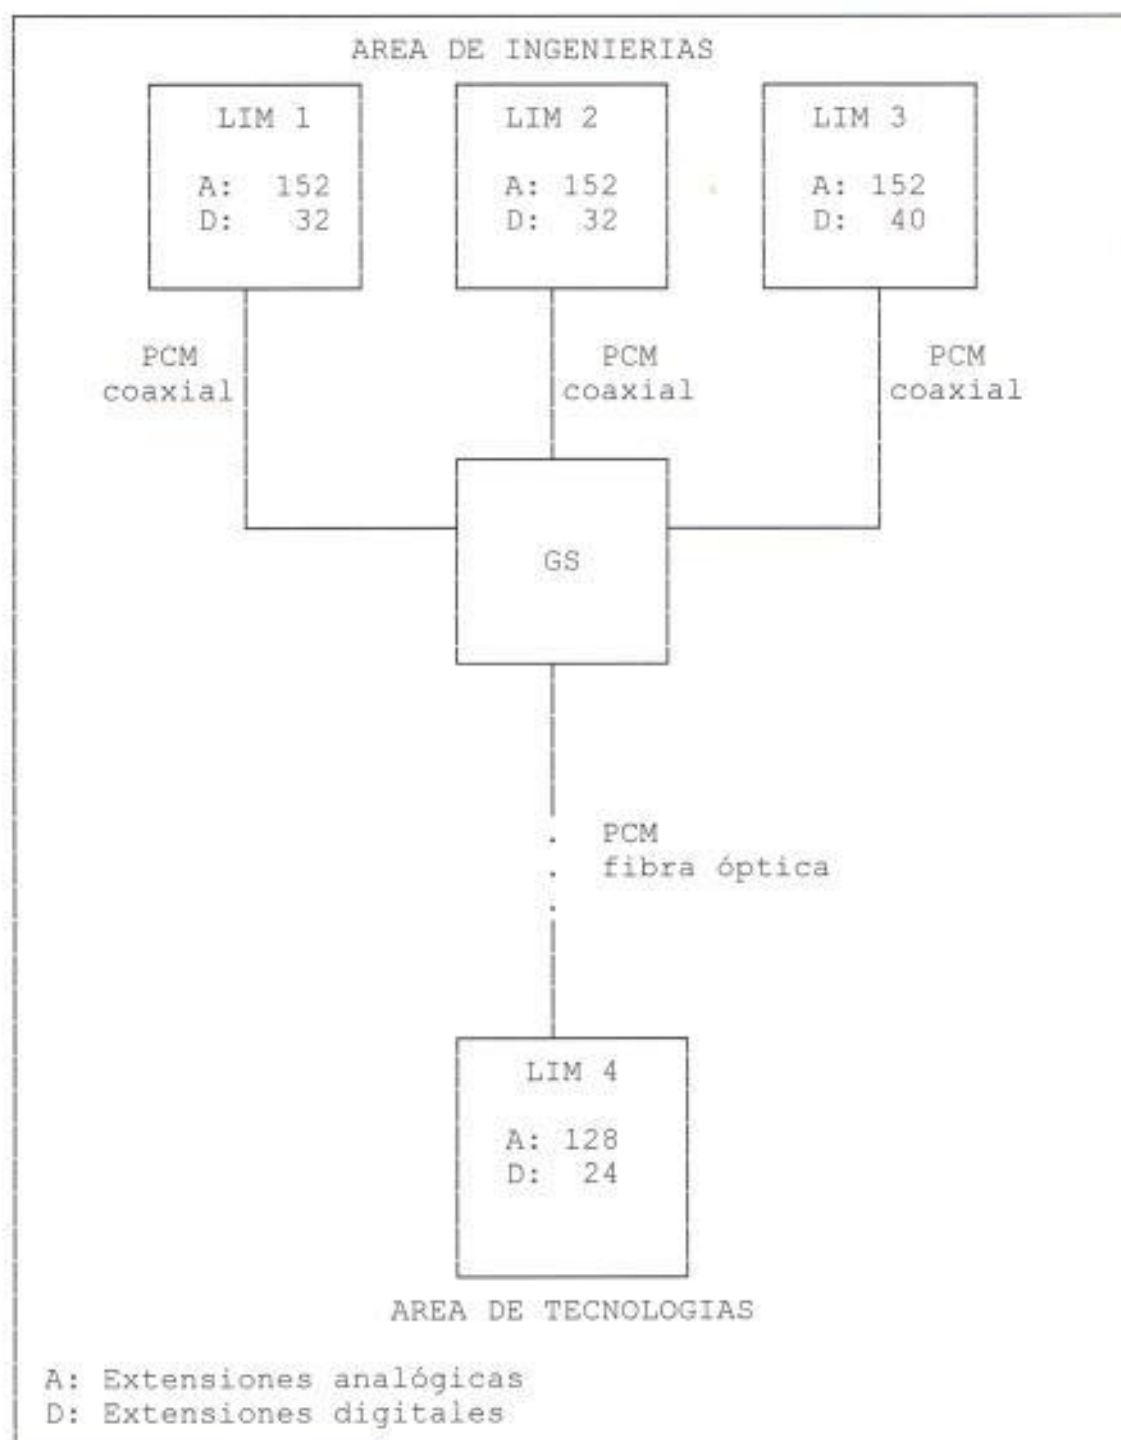 AREA DE INGENIERIAS
LIM 1
A: 152
D: 32
LIM 2
A: 152
D: 32
LIM 3
A: 152
D: 40
PCM
coaxial
PCM
coaxial
PCM
coaxial
GS
PCM
fibra óptica
LIM 4
A: 128
D: 24
AREA DE TECNOLOGIAS
A: Extensiones analógicas
D: Extensiones digitales